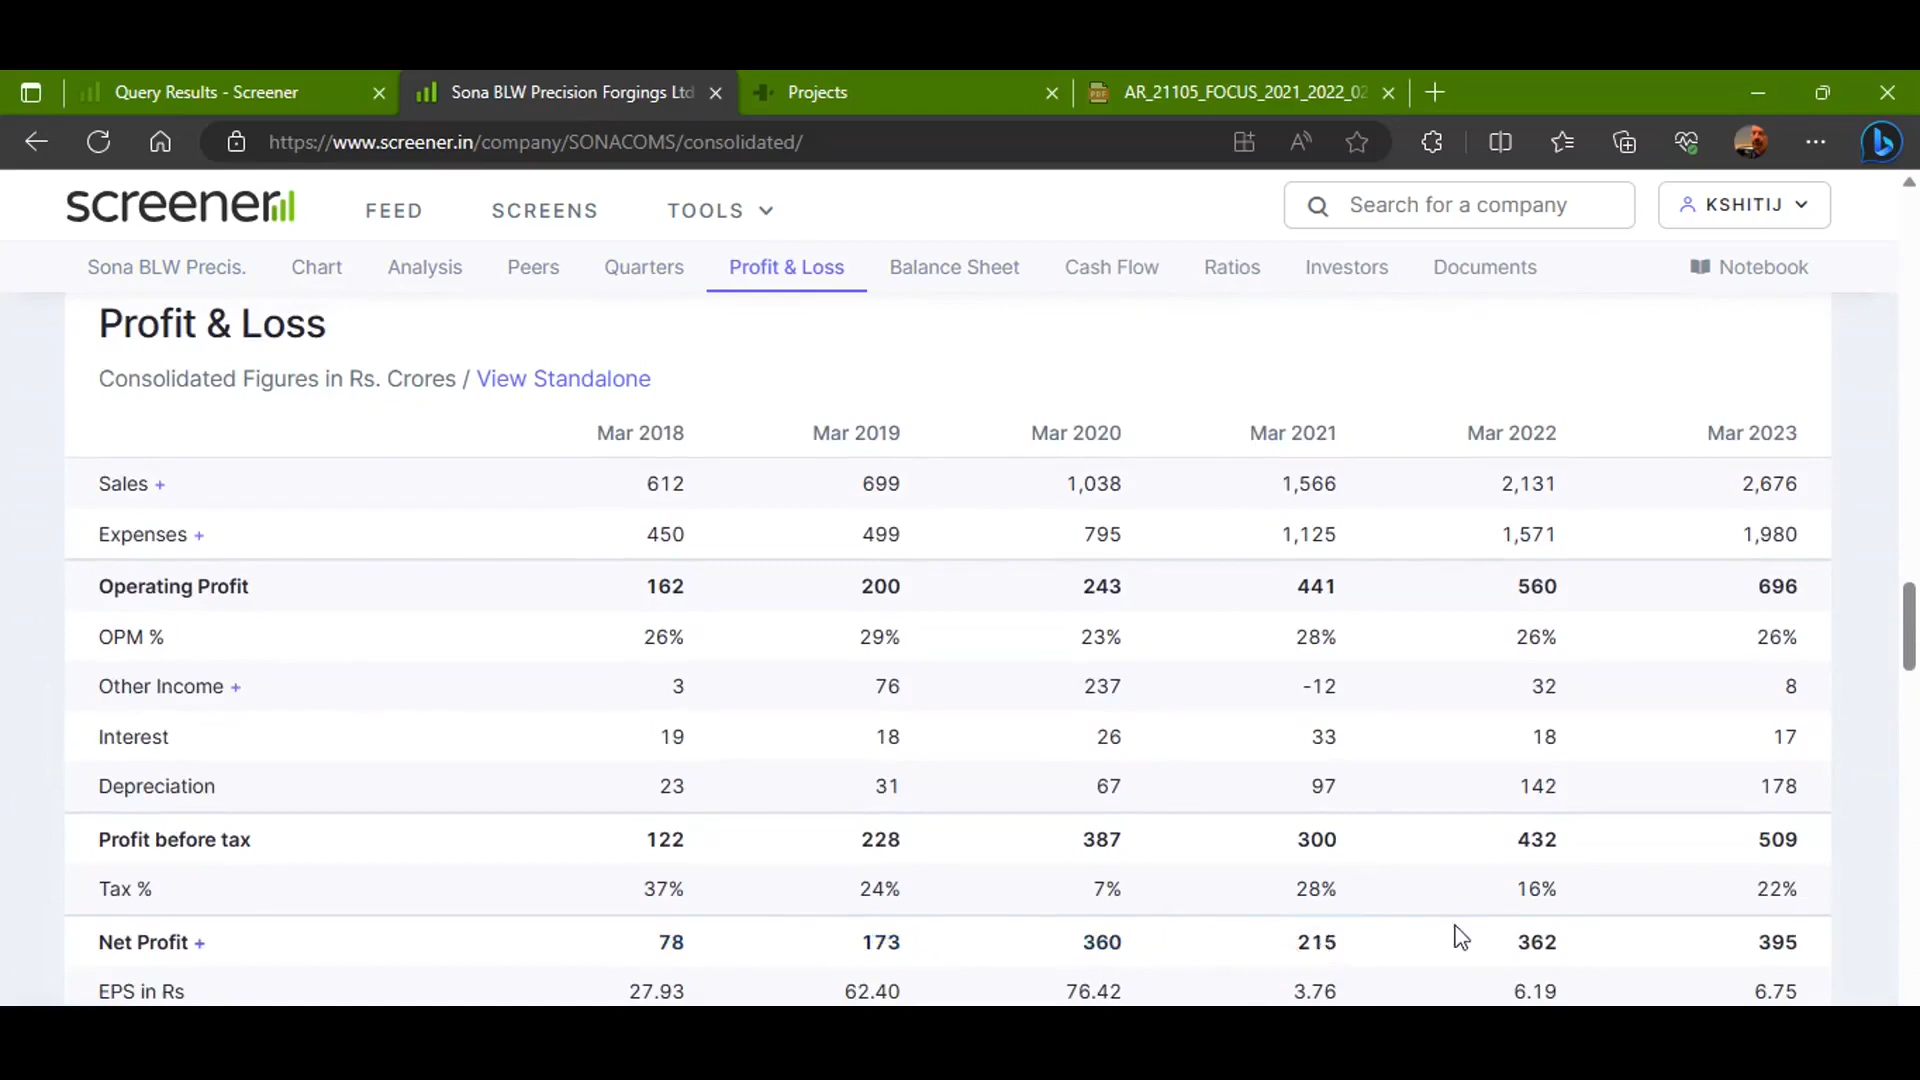 Query Results - Screener
Sona BLW Precision Forgings Ltd
Projects
AR_21105_FOCUS_2021_2022_02
https://www.screener.in/company/SONACOMS/consolidated/
screener
FEED
SCREENS
TOOLS
Search for a company
KSHITIJ
Sona BLW Precis.
Chart
Analysis
Peers
Quarters
Profit & Loss
Balance Sheet
Cash Flow
Ratios
Investors
Documents
Notebook
Profit & Loss
Consolidated Figures in Rs. Crores / View Standalone
Mar 2018 Mar 2019 Mar 2020 Mar 2021 Mar 2022 Mar 2023
Sales + 612 699 1,038 1,566 2,131 2,676
Expenses + 450 499 795 1,125 1,571 1,980
Operating Profit 162 200 243 441 560 696
OPM % 26% 29% 23% 28% 26% 26%
Other Income + 3 76 237 -12 32 8
Interest 19 18 26 33 18 17
Depreciation 23 31 67 97 142 178
Profit before tax 122 228 387 300 432 509
Tax % 37% 24% 7% 28% 16% 22%
Net Profit + 78 173 360 215 362 395
EPS in Rs 27.93 62.40 76.42 3.76 6.19 6.75